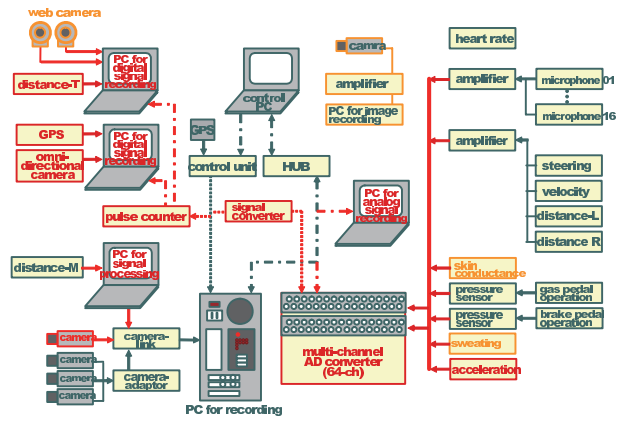 web camera
PC for
digital
signal
recording
distance-T
GPS
omni-
directional
camera
PC for
digital
signal
recording
pulse counter
distance-M
PC for
signal
processing
camera
camera
camera
camera
camera-
link
camera-
adaptor
control
PC
GPS
control unit
HUB
signal
converter
PC for recording
camra
amplifier
PC for image
recording
PC for
analog
signal
recording
multi-channel
AD converter
(64-ch)
heart rate
amplifier
microphone 01
microphone 16
amplifier
steering
velocity
distance-L
distance R
skin
conductance
pressure
sensor
gas pedal
operation
pressure
sensor
brake pedal
operation
sweating
acceleration